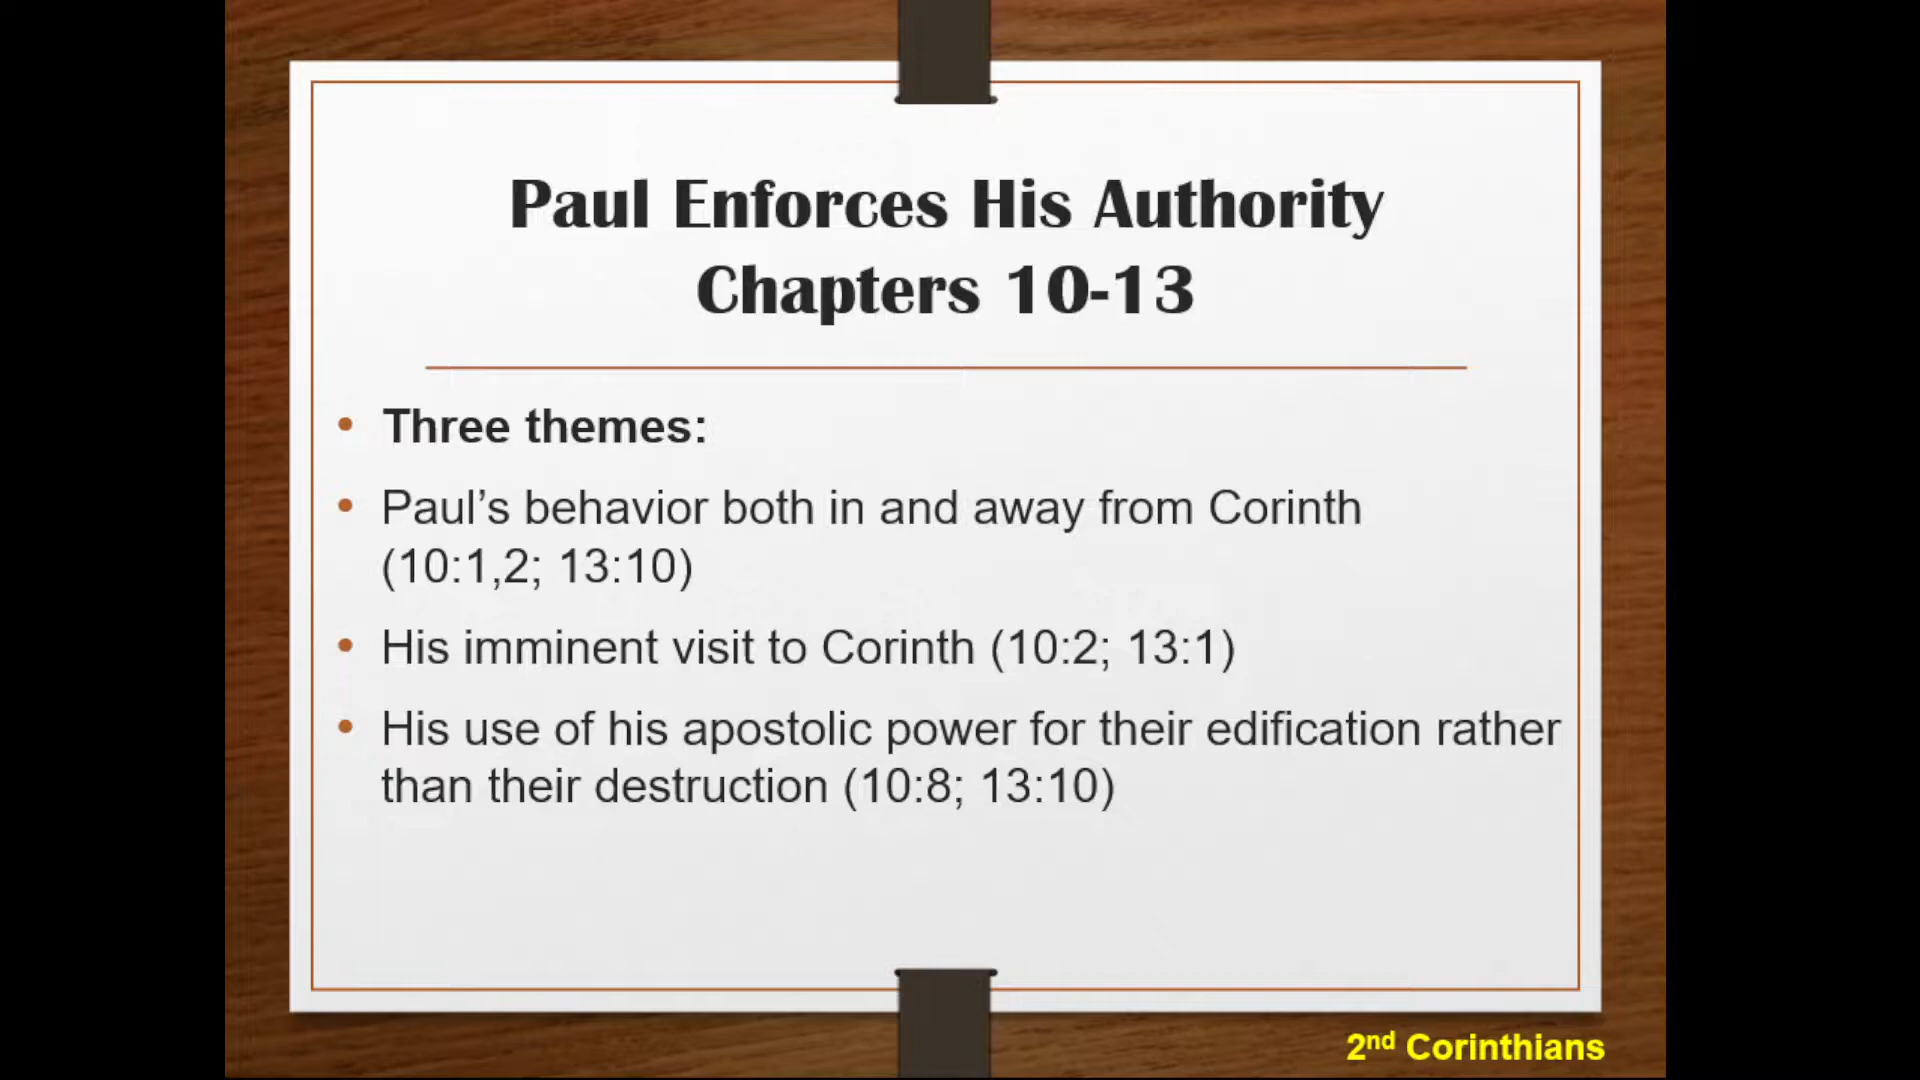 Paul Enforces His Authority
Chapters 10-13
• Three themes:
• Paul’s behavior both in and away from Corinth
(10:1,2; 13:10)
• His imminent visit to Corinth (10:2; 13:1)
• His use of his apostolic power for their edification rather
than their destruction (10:8; 13:10)
2nd Corinthians